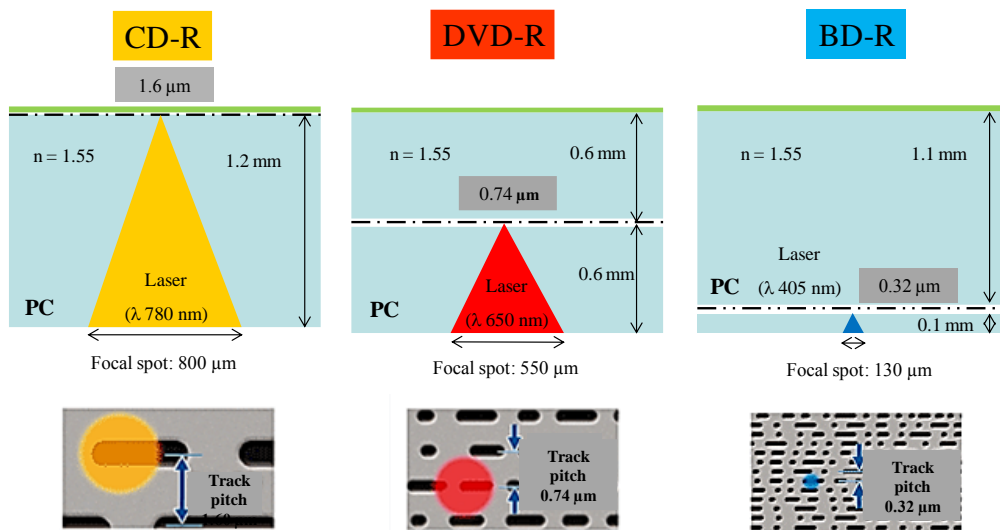 CD-R
1.6 µm
n = 1.55
1.2 mm
Laser
(λ 780 nm)
PC
Focal spot: 800 µm
Track
pitch
DVD-R
n = 1.55
0.6 mm
0.74 µm
0.6 mm
Laser
(λ 650 nm)
PC
Focal spot: 550 µm
Track
pitch
0.74 µm
BD-R
n = 1.55
1.1 mm
Laser
(λ 405 nm)
0.32 µm
PC
0.1 mm
Focal spot: 130 µm
Track
pitch
0.32 µm